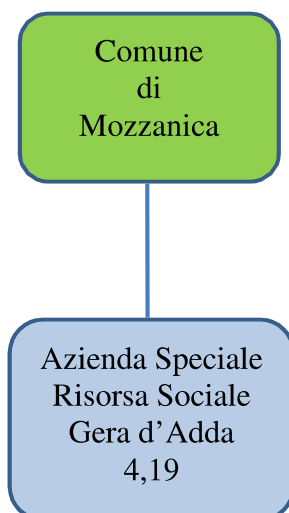 Comune
di
Mozzanica
Azienda Speciale
Risorsa Sociale
Gera d’Adda
4,19